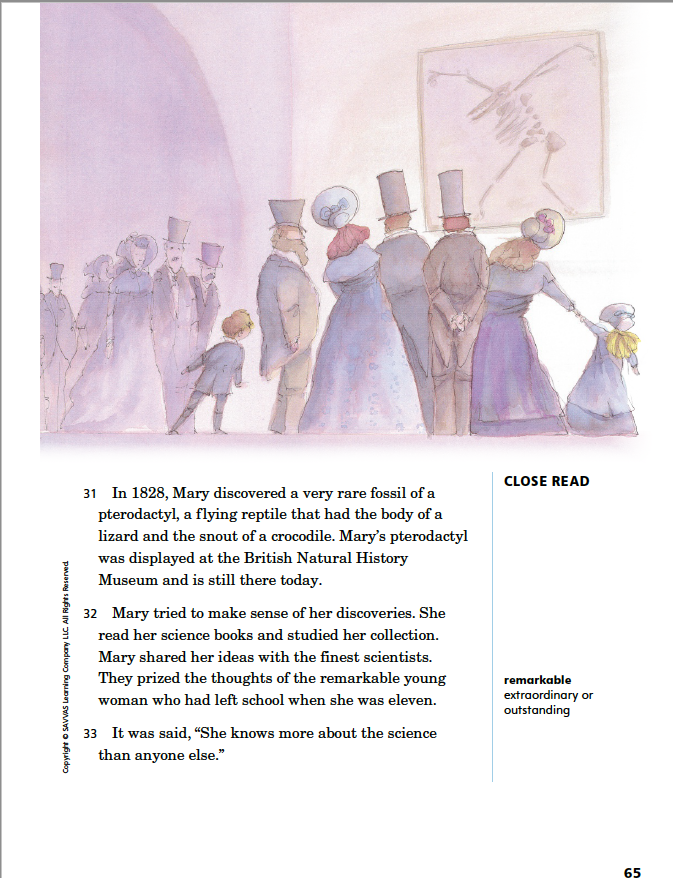 31 In 1828, Mary discovered a very rare fossil of a
pterodactyl, a flying reptile that had the body of a
lizard and the snout of a crocodile. Mary’s pterodactyl
was displayed at the British Natural History
Museum and is still there today.
32 Mary tried to make sense of her discoveries. She
read her science books and studied her collection.
Mary shared her ideas with the finest scientists.
They prized the thoughts of the remarkable young
woman who had left school when she was eleven.
33 It was said, “She knows more about the science
than anyone else.”
CLOSE READ
remarkable
extraordinary or
outstanding
Copyright © SAVVAS Learning Company LLC. All Rights Reserved.
65